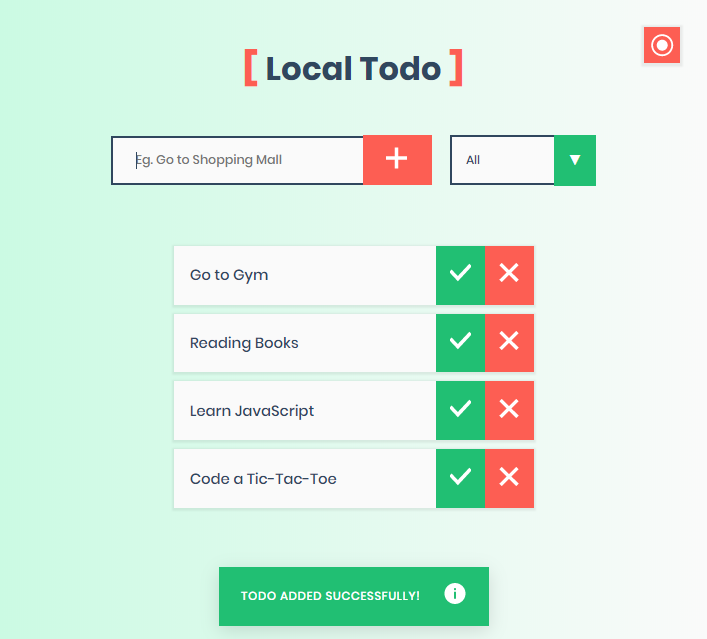 [ Local Todo ]
Eg. Go to Shopping Mall
All
Go to Gym
Reading Books
Learn JavaScript
Code a Tic-Tac-Toe
TODO ADDED SUCCESSFULLY!